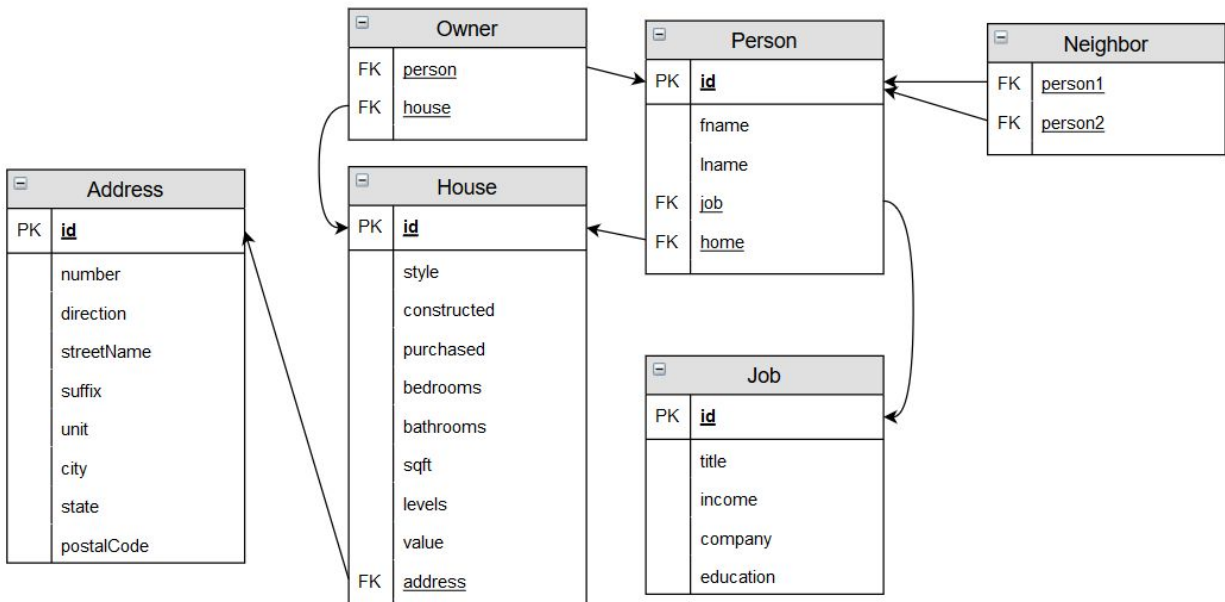 Owner
FK person
FK house
Person
PK id
fname
lname
FK job
FK home
Neighbor
FK person1
FK person2
Address
PK id
number
direction
streetName
suffix
unit
city
state
postalCode
House
PK id
style
constructed
purchased
bedrooms
bathrooms
sqft
levels
value
FK address
Job
PK id
title
income
company
education